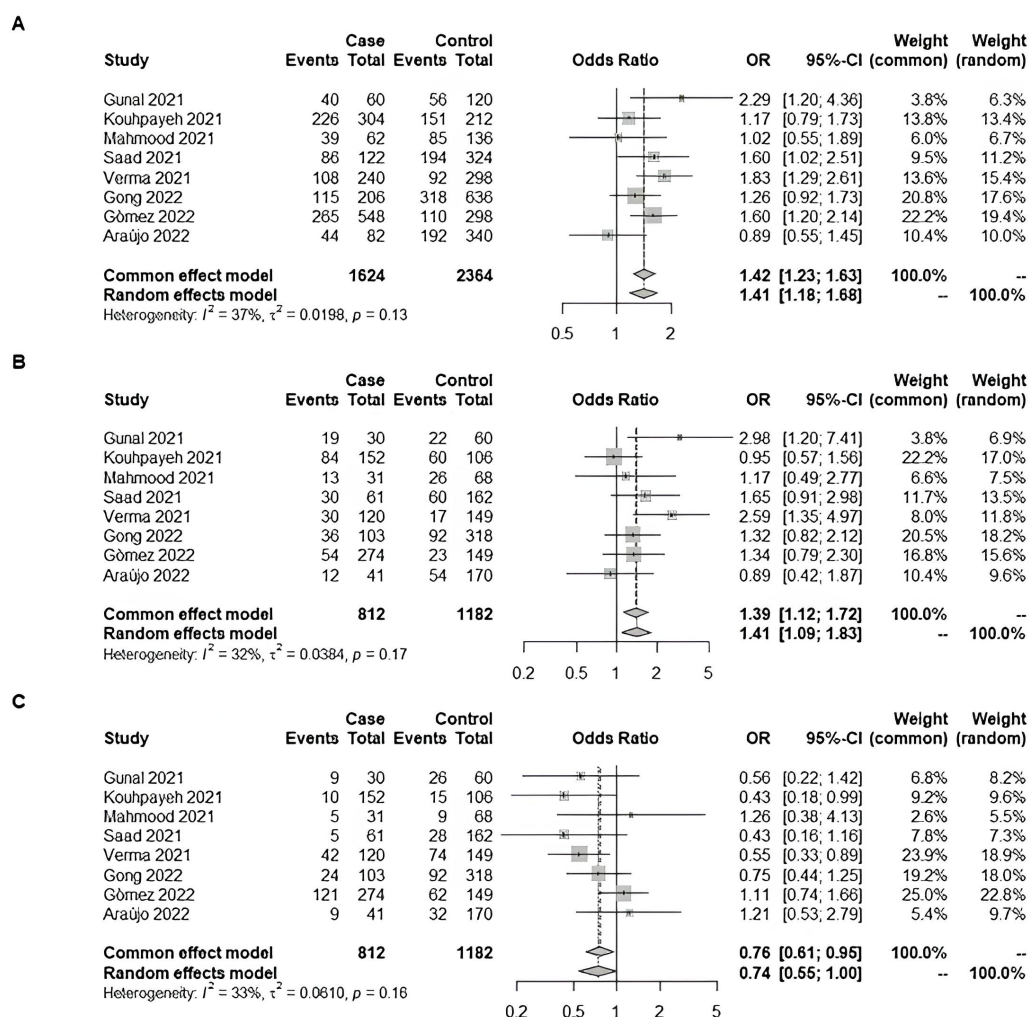 A
Case Control Weight Weight
Study Events Total Events Total Odds Ratio OR 95%-CI (common) (random)
Gunal 2021 40 60 56 120 2.29 [1.20; 4.36] 3.8% 6.3%
Kouhpayeh 2021 226 304 151 212 1.17 [0.79; 1.73] 13.8% 13.4%
Mahmood 2021 39 62 85 136 1.02 [0.55; 1.89] 6.0% 6.7%
Saad 2021 86 122 194 324 1.60 [1.02; 2.51] 9.5% 11.2%
Verma 2021 108 240 92 298 1.83 [1.29; 2.61] 13.6% 15.4%
Gong 2022 115 206 318 636 1.26 [0.92; 1.73] 20.8% 17.6%
Gòmez 2022 265 548 110 298 1.60 [1.20; 2.14] 22.2% 19.4%
Araújo 2022 44 82 192 340 0.89 [0.55; 1.45] 10.4% 10.0%
Common effect model 1624 2364 1.42 [1.23; 1.63] 100.0% --
Random effects model 1.41 [1.18; 1.68] -- 100.0%
Heterogeneity: I² = 37%, τ² = 0.0198, p = 0.13
0.5 1 2
B
Case Control Weight Weight
Study Events Total Events Total Odds Ratio OR 95%-CI (common) (random)
Gunal 2021 19 30 22 60 2.98 [1.20; 7.41] 3.8% 6.9%
Kouhpayeh 2021 84 152 60 106 0.95 [0.57; 1.56] 22.2% 17.0%
Mahmood 2021 13 31 26 68 1.17 [0.49; 2.77] 6.6% 7.5%
Saad 2021 30 61 60 162 1.65 [0.91; 2.98] 11.7% 13.5%
Verma 2021 30 120 17 149 2.59 [1.35; 4.97] 8.0% 11.8%
Gong 2022 36 103 92 318 1.32 [0.82; 2.12] 20.5% 18.2%
Gòmez 2022 54 274 23 149 1.34 [0.79; 2.30] 16.8% 15.6%
Araújo 2022 12 41 54 170 0.89 [0.42; 1.87] 10.4% 9.6%
Common effect model 812 1182 1.39 [1.12; 1.72] 100.0% --
Random effects model 1.41 [1.09; 1.83] -- 100.0%
Heterogeneity: I² = 32%, τ² = 0.0384, p = 0.17
0.2 0.5 1 2 5
C
Case Control Weight Weight
Study Events Total Events Total Odds Ratio OR 95%-CI (common) (random)
Gunal 2021 9 30 26 60 0.56 [0.22; 1.42] 6.8% 8.2%
Kouhpayeh 2021 10 152 15 106 0.43 [0.18; 0.99] 9.2% 9.6%
Mahmood 2021 5 31 9 68 1.26 [0.38; 4.13] 2.6% 5.5%
Saad 2021 5 61 28 162 0.43 [0.16; 1.16] 7.8% 7.3%
Verma 2021 42 120 74 149 0.55 [0.33; 0.89] 23.9% 18.9%
Gong 2022 24 103 92 318 0.75 [0.44; 1.25] 19.2% 18.0%
Gòmez 2022 121 274 62 149 1.11 [0.74; 1.66] 25.0% 22.8%
Araújo 2022 9 41 32 170 1.21 [0.53; 2.79] 5.4% 9.7%
Common effect model 812 1182 0.76 [0.61; 0.95] 100.0% --
Random effects model 0.74 [0.55; 1.00] -- 100.0%
Heterogeneity: I² = 33%, τ² = 0.0610, p = 0.16
0.2 0.5 1 2 5